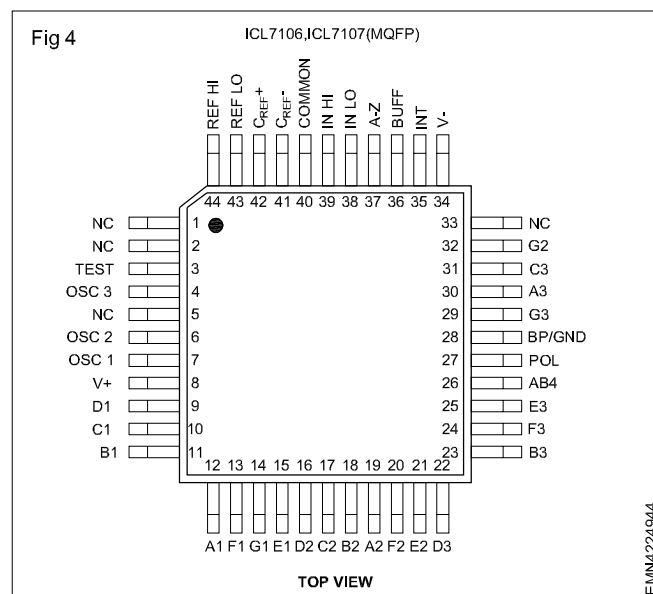 Fig 4
ICL7106,ICL7107(MQFP)
REF HI
REF LO
CREF+
CREF-
COMMON
IN HI
IN LO
A-Z
BUFF
INT
V-
44 43 42 41 40 39 38 37 36 35 34
NC 1
NC 2
TEST 3
OSC 3 4
NC 5
OSC 2 6
OSC 1 7
V+ 8
D1 9
C1 10
B1 11
33 NC
32 G2
31 C3
30 A3
29 G3
28 BP/GND
27 POL
26 AB4
25 E3
24 F3
23 B3
12 13 14 15 16 17 18 19 20 21 22
A1 F1 G1 E1 D2 C2 B2 A2 F2 E2 D3
TOP VIEW
EMN4224944